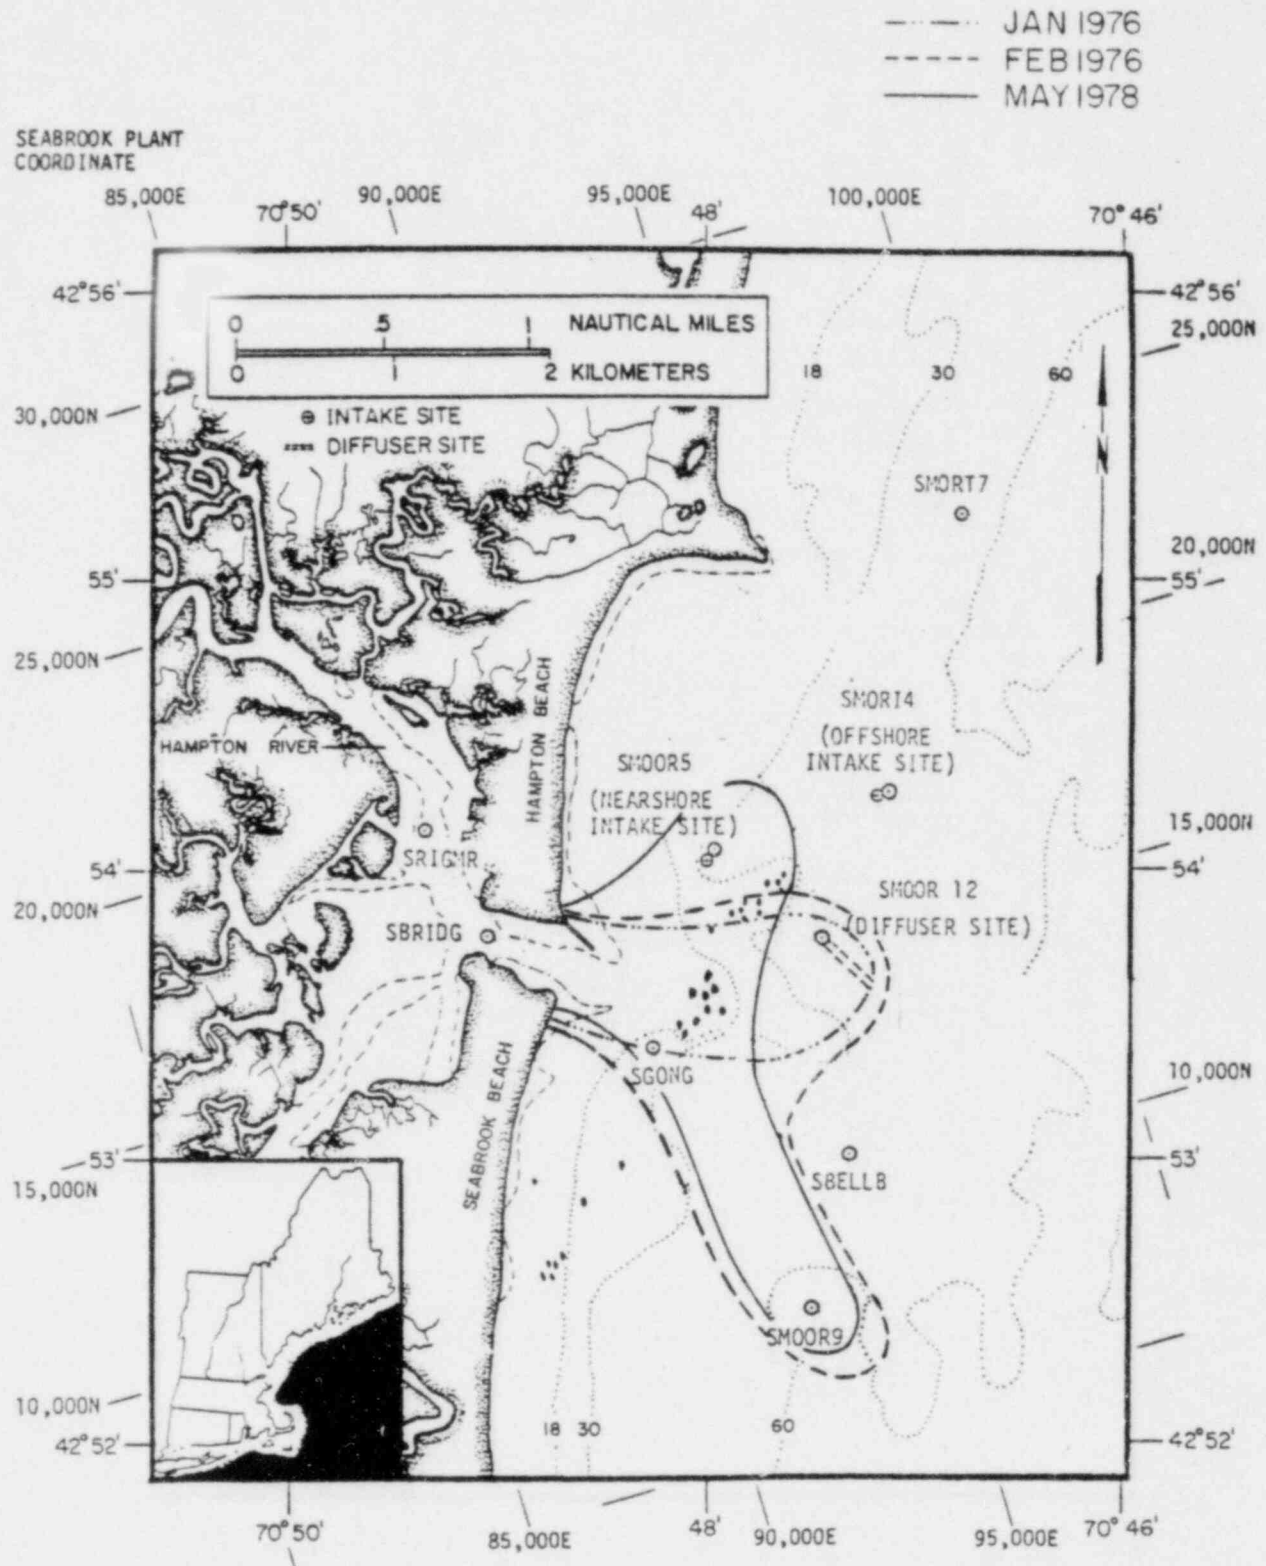 JAN 1976
FEB 1976
MAY 1978
SEABROOK PLANT
COORDINATE
85,000E
70°50'
90,000E
95,000E
48'
100,000E
70°46'
42°56'
42°56'
25,000N
0 .5 1 NAUTICAL MILES
0 1 2 KILOMETERS
18 30 60
30,000N
INTAKE SITE
DIFFUSER SITE
SMORT7
20,000N
55'
55'
25,000N
HAMPTON BEACH
SMORI4
(OFFSHORE
INTAKE SITE)
HAMPTON RIVER
SMOOR5
(NEARSHORE
INTAKE SITE)
15,000N
SRIGMR
54'
54'
20,000N
SMOOR 12
(DIFFUSER SITE)
SBRIDG
SGONG
10,000N
SEABROOK BEACH
53'
53'
15,000N
SBELLB
SMOOR9
10,000N
18 30 60
42°52'
42°52'
70°50'
85,000E
48'
90,000E
95,000E
70°46'
N